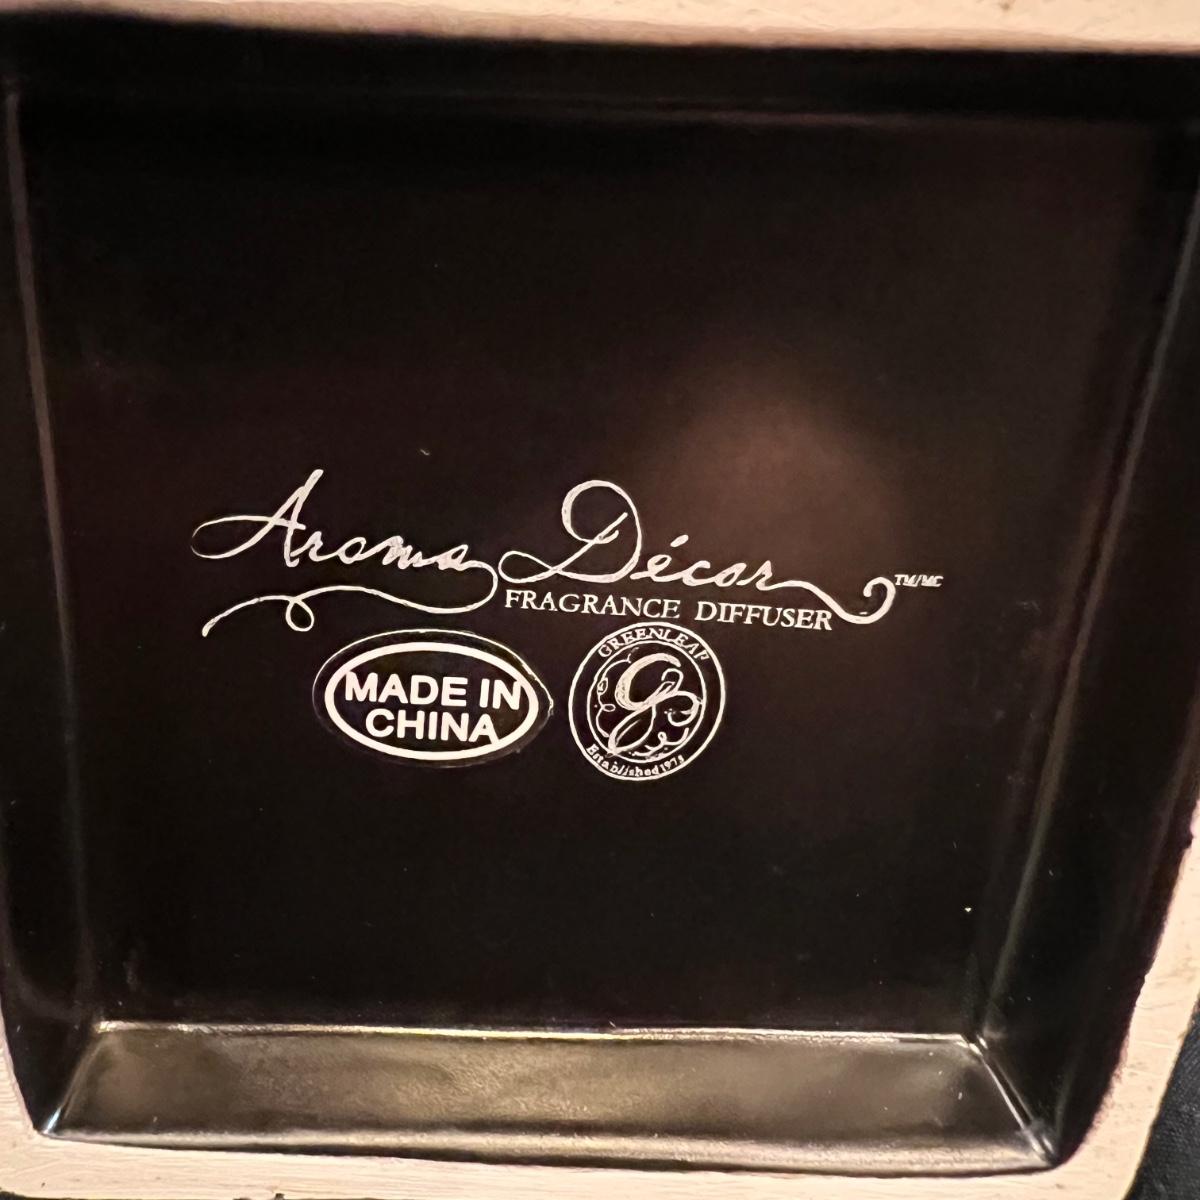 Aroma Décor TM/MC
FRAGRANCE DIFFUSER
MADE IN
CHINA
GREENLEAF
G
Established 1975